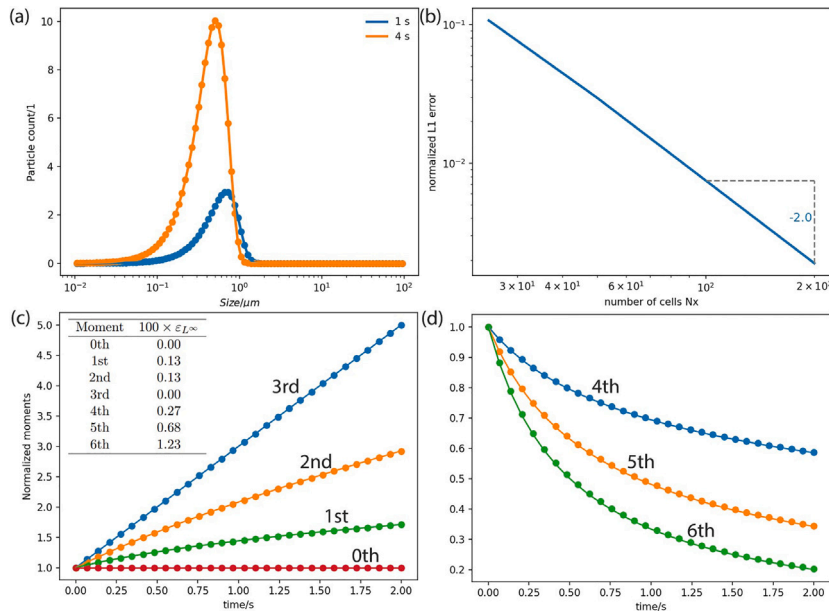 (a)
1 s
4 s
Particle count/1
10
8
6
4
2
0
10⁻² 10⁻¹ 10⁰ 10¹ 10²
Size/μm
(b)
normalized L1 error
10⁻¹
10⁻²
-2.0
3 × 10¹ 4 × 10¹ 6 × 10¹ 10² 2 × 10²
number of cells Nx
(c)
Normalized moments
5.0
4.5
4.0
3.5
3.0
2.5
2.0
1.5
1.0
Moment 100 × ε_L∞
0th 0.00
1st 0.13
2nd 0.13
3rd 0.00
4th 0.27
5th 0.68
6th 1.23
3rd
2nd
1st
0th
0.00 0.25 0.50 0.75 1.00 1.25 1.50 1.75 2.00
time/s
(d)
1.0
0.9
0.8
0.7
0.6
0.5
0.4
0.3
0.2
4th
5th
6th
0.00 0.25 0.50 0.75 1.00 1.25 1.50 1.75 2.00
time/s